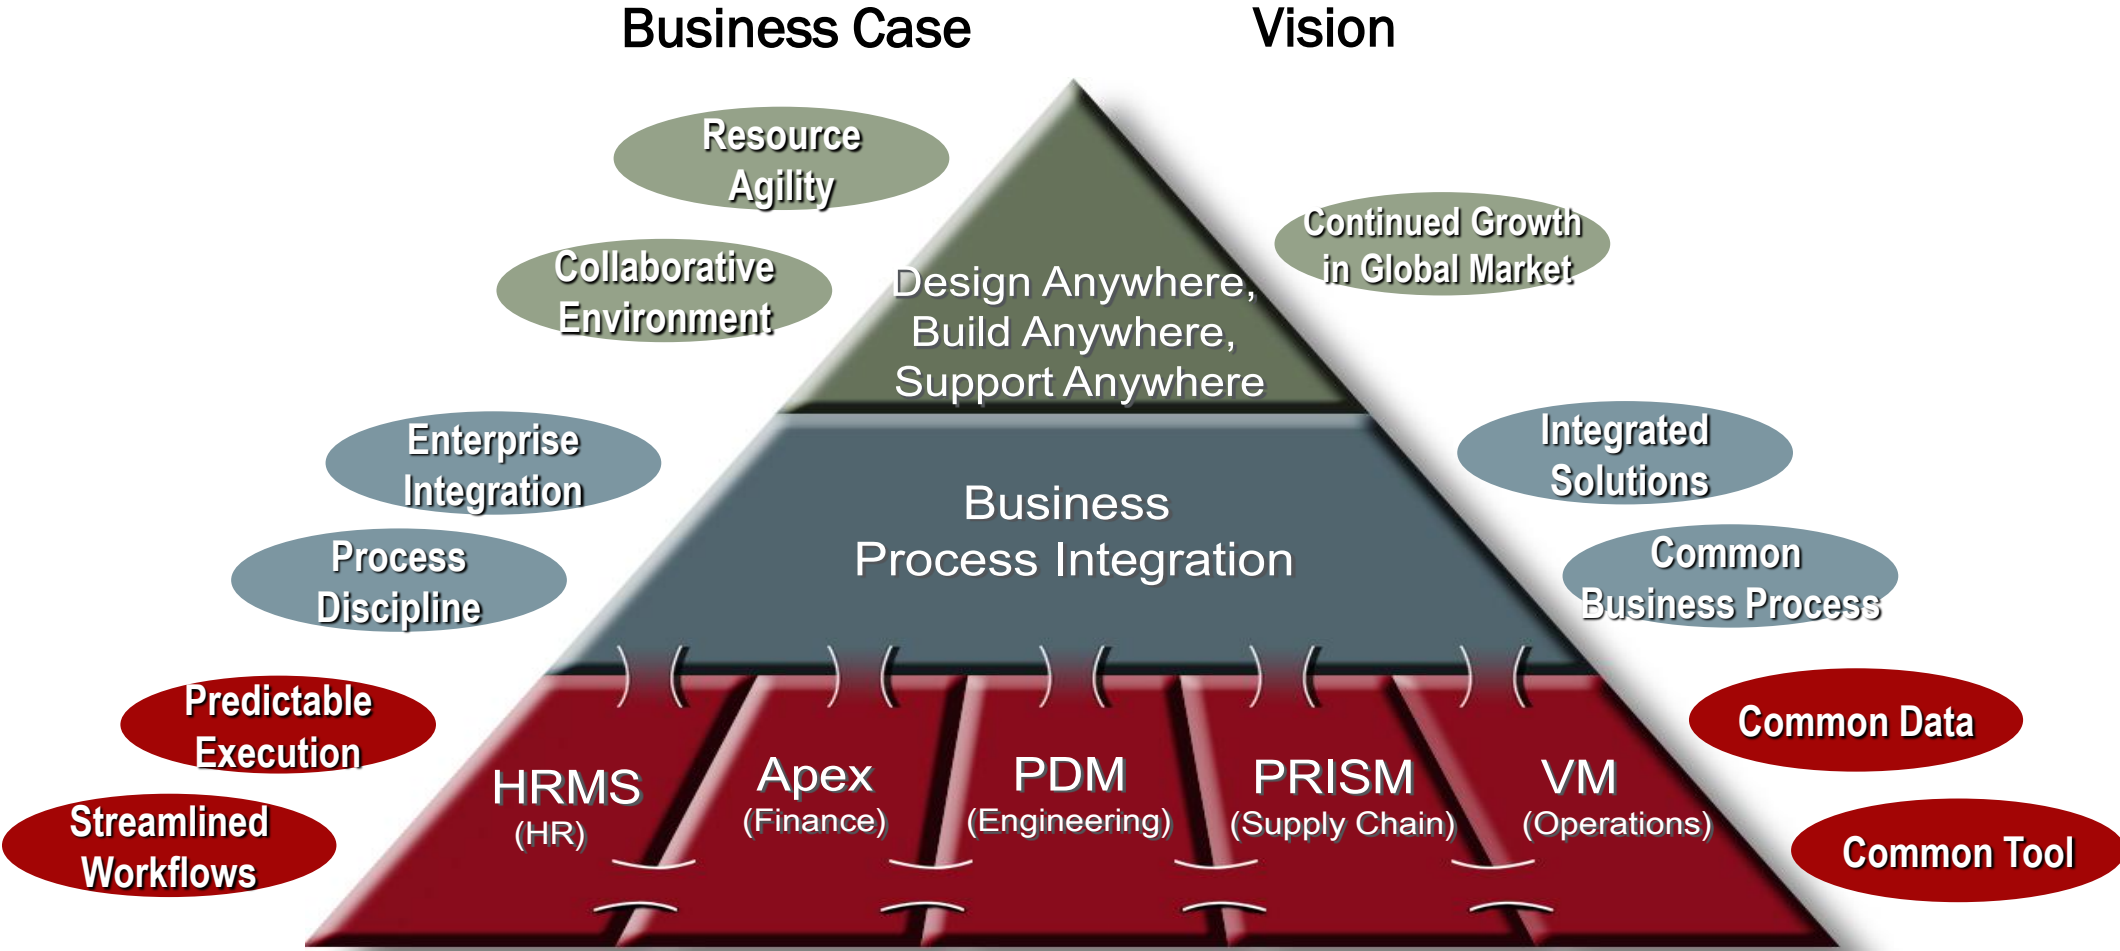 Business Case
Vision
Resource
Agility
Continued Growth
in Global Market
Collaborative
Environment
Design Anywhere,
Build Anywhere,
Support Anywhere
Enterprise
Integration
Integrated
Solutions
Business
Process Integration
Process
Discipline
Common
Business Process
Predictable
Execution
Common Data
HRMS
(HR)
Apex
(Finance)
PDM
(Engineering)
PRISM
(Supply Chain)
VM
(Operations)
Streamlined
Workflows
Common Tool